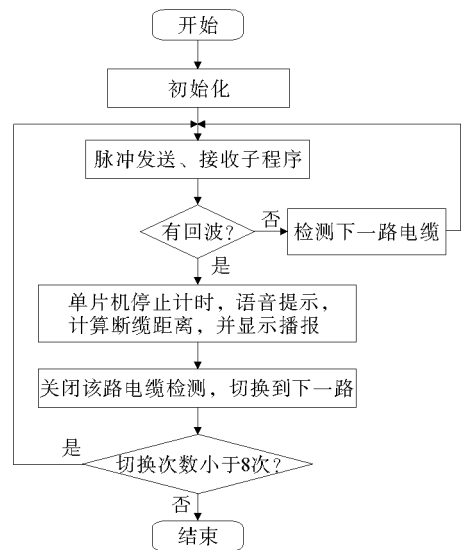 开始
初始化
脉冲发送、接收子程序
有回波?
否
检测下一路电缆
是
单片机停止计时，语音提示，
计算断缆距离，并显示播报
关闭该路电缆检测，切换到下一路
是
切换次数小于8次?
否
结束